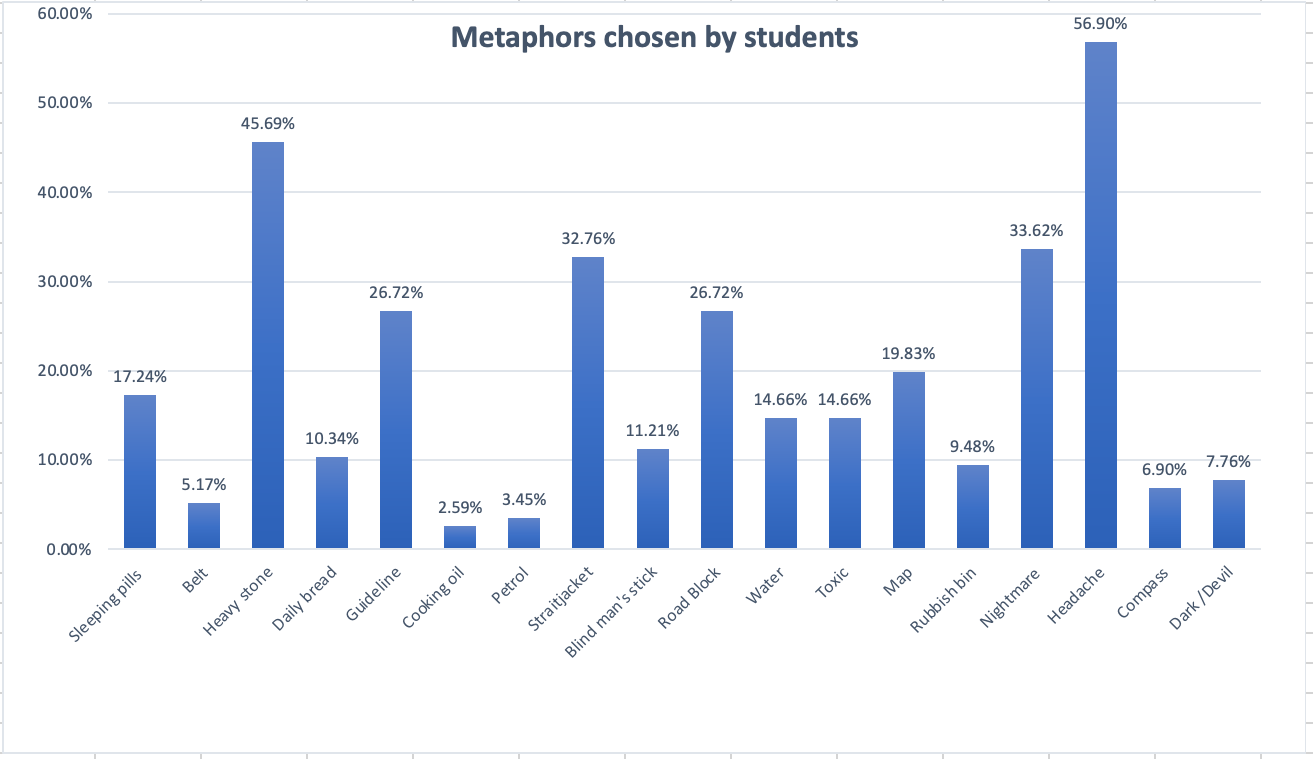 Metaphors chosen by students
60.00%
50.00%
40.00%
30.00%
20.00%
10.00%
0.00%
17.24%
5.17%
45.69%
10.34%
26.72%
2.59%
3.45%
32.76%
11.21%
26.72%
14.66%
14.66%
19.83%
9.48%
33.62%
56.90%
6.90%
7.76%
Sleeping pills
Belt
Heavy stone
Daily bread
Guideline
Cooking oil
Petrol
Straitjacket
Blind man's stick
Road Block
Water
Toxic
Map
Rubbish bin
Nightmare
Headache
Compass
Dark /Devil